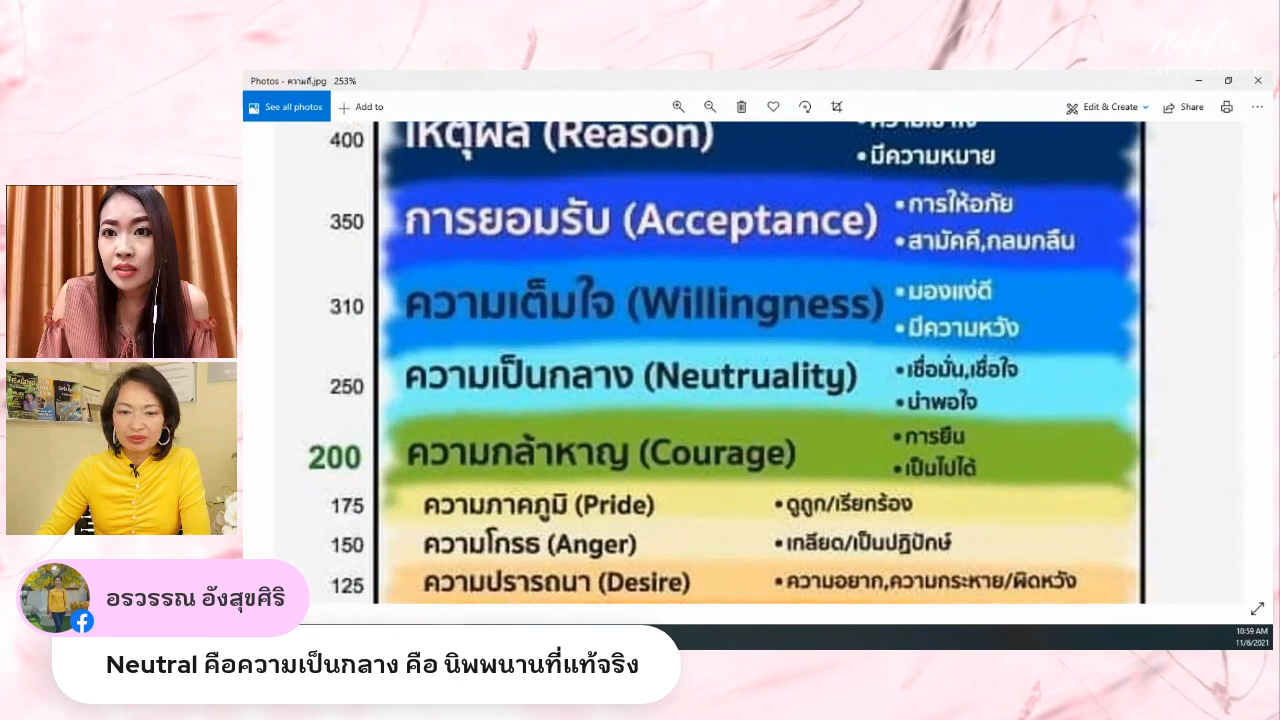 Natalie
Photos - ความถี่.jpg 253%
See all photos
Add to
Edit & Create
Share
400
เหตุผล (Reason)
• ความเข้าใจ
• มีความหมาย
350
การยอมรับ (Acceptance)
• การให้อภัย
• สามัคคี,กลมกลืน
310
ความเต็มใจ (Willingness)
• มองแง่ดี
• มีความหวัง
250
ความเป็นกลาง (Neutruality)
• เชื่อมั่น,เชื่อใจ
• น่าพอใจ
200
ความกล้าหาญ (Courage)
• การยืน
• เป็นไปได้
175
ความภาคภูมิ (Pride)
• ดูถูก/เรียกร้อง
150
ความโกรธ (Anger)
• เกลียด/เป็นปฏิปักษ์
125
ความปรารถนา (Desire)
• ความอยาก,ความกระหาย/ผิดหวัง
อรวรรณ อังสุขศิริ
Neutral คือความเป็นกลาง คือ นิพพนานที่แท้จริง
10:59 AM
11/6/2021